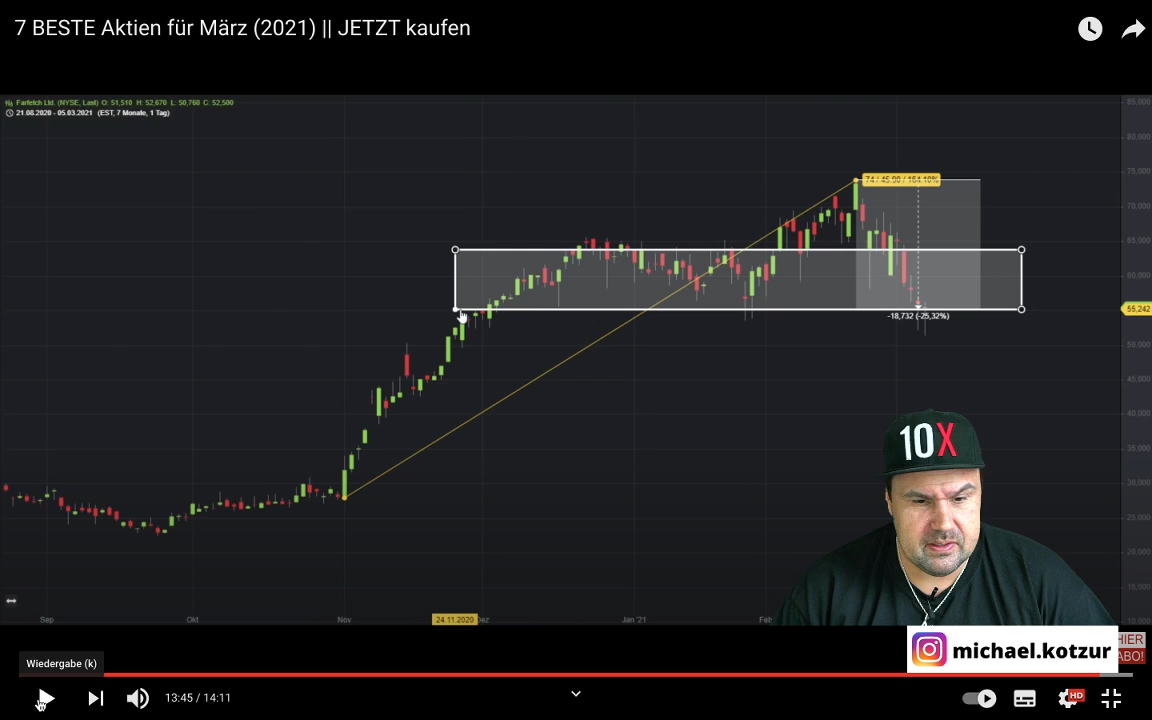 7 BESTE Aktien für März (2021) || JETZT kaufen
Farfetch Ltd. (NYSE, Last) O: 51,510 H: 52,670 L: 50,760 C: 52,500
21.08.2020 - 05.03.2021 (EST, 7 Monate, 1 Tag)
85,000
80,000
75,000
70,000
65,000
60,000
55,242
50,000
45,000
40,000
35,000
30,000
25,000
20,000
15,000
10,000
-18,732 (-25,32%)
10X
Sep
Okt
Nov
24.11.2020
Dez
Jan '21
Feb
michael.kotzur
HIER
ABO!
Wiedergabe (k)
13:45 / 14:11
HD